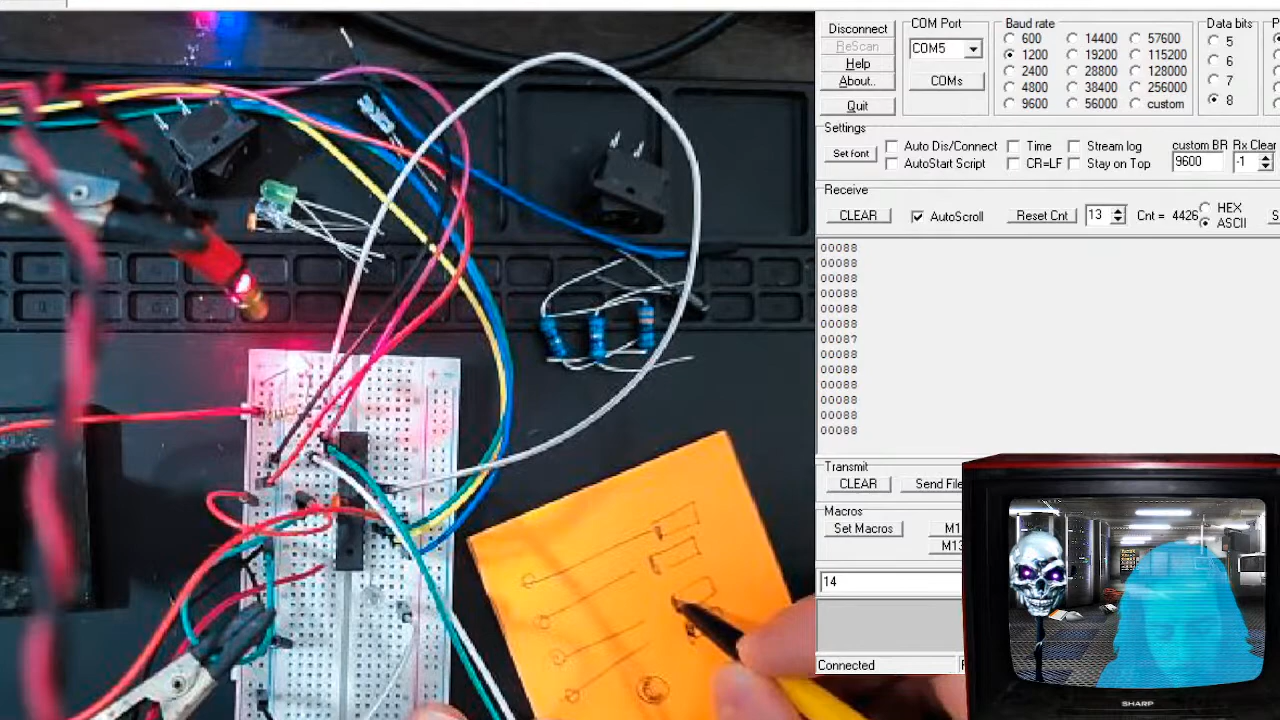 Disconnect
ReScan
Help
About..
Quit
COM Port
COM5
COMs
Baud rate
600 14400 57600
1200 19200 115200
2400 28800 128000
4800 38400 256000
9600 56000 custom
Data bits
5
6
7
8
Settings
Set font
Auto Dis/Connect Time Stream log
AutoStart Script CR=LF Stay on Top
custom BR Rx Clear
9600 -1
Receive
CLEAR AutoScroll Reset Cnt 13 Cnt = 4426 HEX
ASCII
00088
00088
00088
00088
00088
00088
00087
00088
00088
00088
00088
00088
00088
Transmit
CLEAR Send File
Macros
Set Macros M1
M13
14
Connected
SHARP